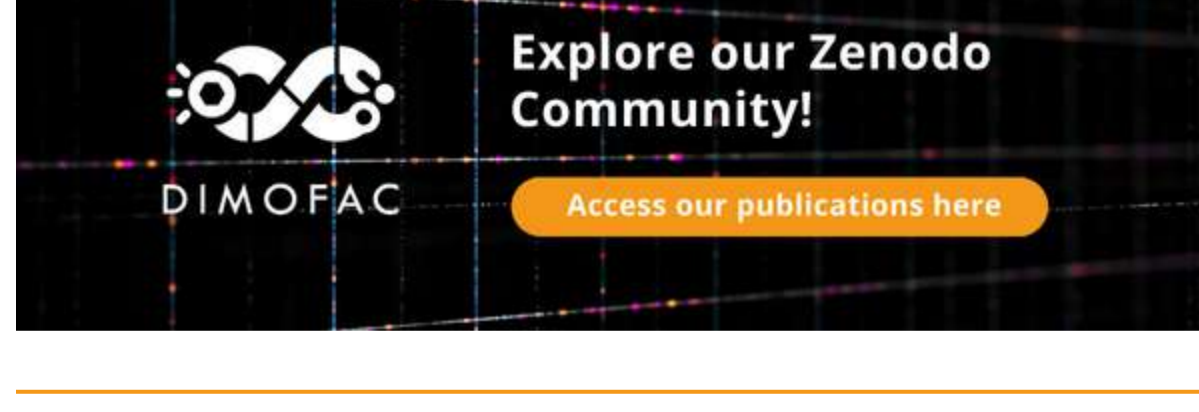 Explore our Zenodo
Community!
DIMOFAC
Access our publications here